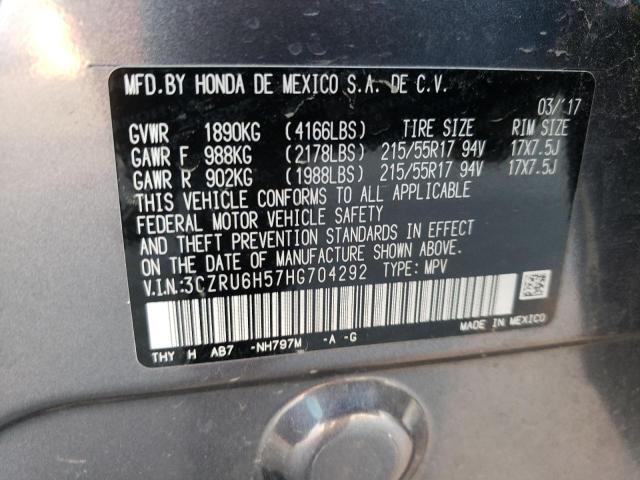 MFD.BY HONDA DE MEXICO S.A. DE C.V.
03/17
GVWR 1890KG (4166LBS) TIRE SIZE RIM SIZE
GAWR F 988KG (2178LBS) 215/55R17 94V 17X7.5J
GAWR R 902KG (1988LBS) 215/55R17 94V 17X7.5J
THIS VEHICLE CONFORMS TO ALL APPLICABLE
FEDERAL MOTOR VEHICLE SAFETY
AND THEFT PREVENTION STANDARDS IN EFFECT
ON THE DATE OF MANUFACTURE SHOWN ABOVE.
V.I.N:3CZRU6H57HG704292 TYPE: MPV
MADE IN MEXICO
THY H AB7 -NH797M -A -G